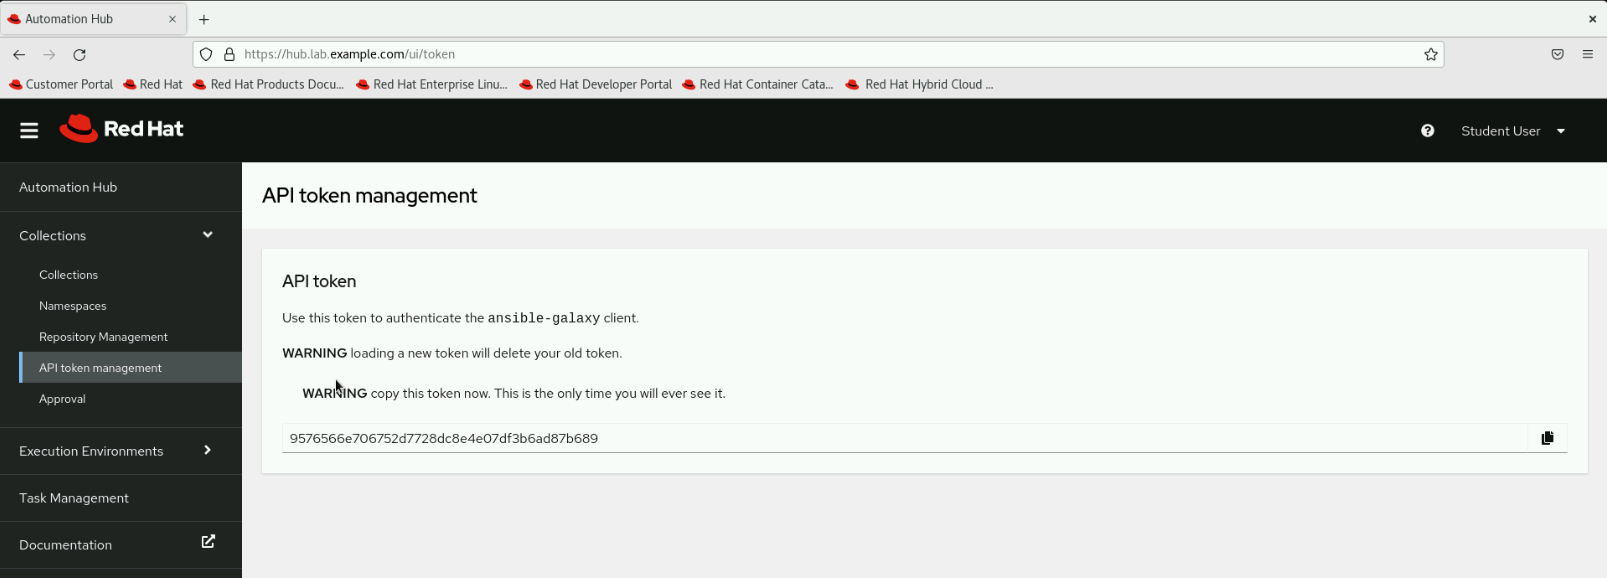 Automation Hub
https://hub.lab.example.com/ui/token
Customer Portal Red Hat Red Hat Products Docu... Red Hat Enterprise Linu... Red Hat Developer Portal Red Hat Container Cata... Red Hat Hybrid Cloud ...
Red Hat
Student User
Automation Hub
Collections
Collections
Namespaces
Repository Management
API token management
Approval
Execution Environments
Task Management
Documentation
API token management
API token
Use this token to authenticate the ansible-galaxy client.
WARNING loading a new token will delete your old token.
WARNING copy this token now. This is the only time you will ever see it.
9576566e706752d7728dc8e4e07df3b6ad87b689